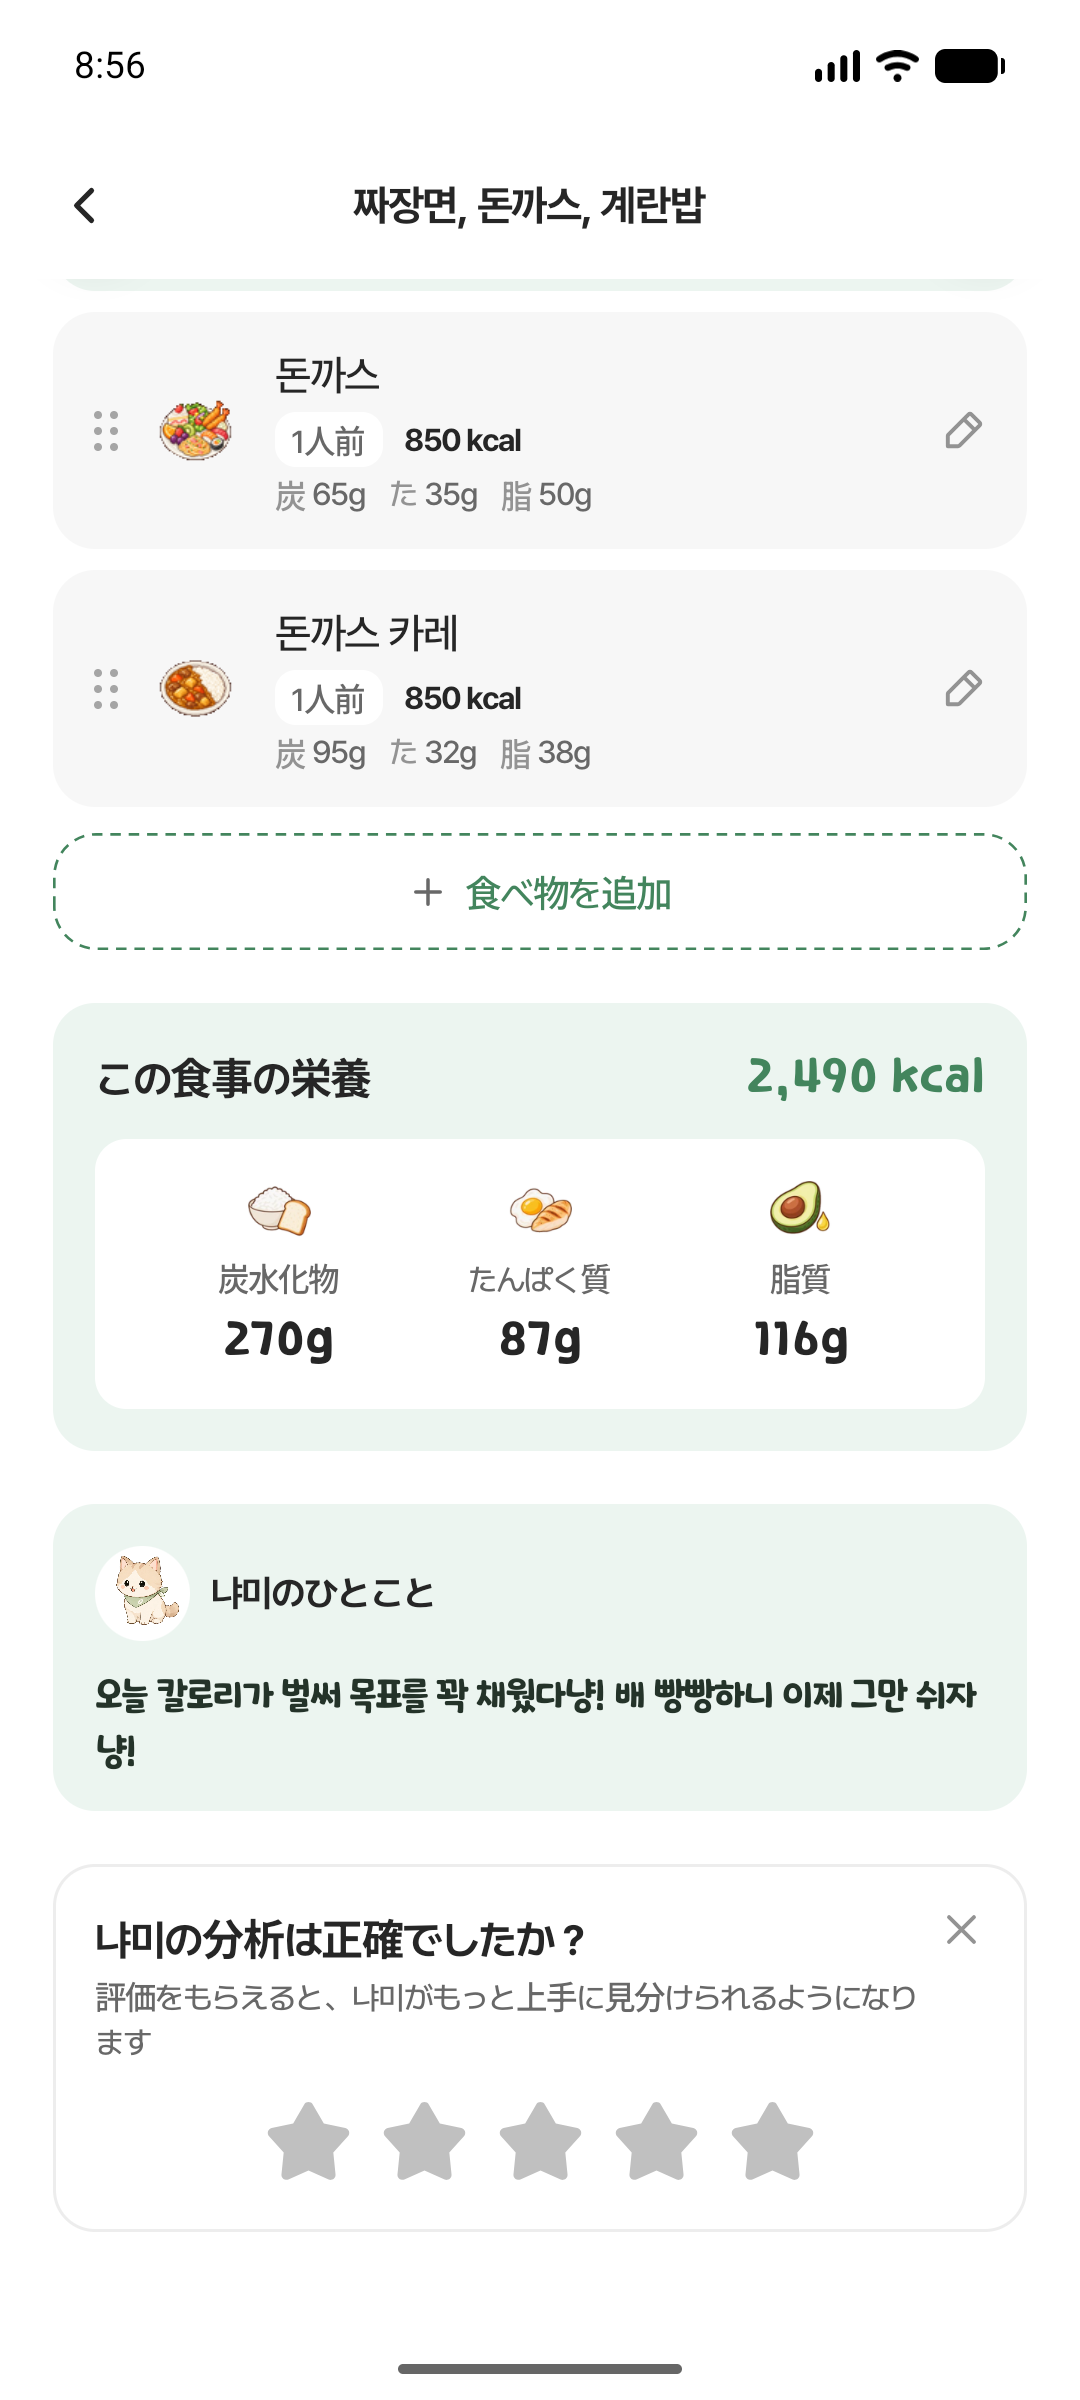 8:56
짜장면, 돈까스, 계란밥
돈까스
1人前 850 kcal
炭 65g た 35g 脂 50g
돈까스 카레
1人前 850 kcal
炭 95g た 32g 脂 38g
+ 食べ物を追加
この食事の栄養 2,490 kcal
炭水化物 たんぱく質 脂質
270g 87g 116g
냐미のひとこと
오늘 칼로리가 벌써 목표를 꽉 채웠다냥! 배 빵빵하니 이제 그만 쉬자
냥!
냐미の分析は正確でしたか？
評価をもらえると、냐미がもっと上手に見分けられるようになり
ます